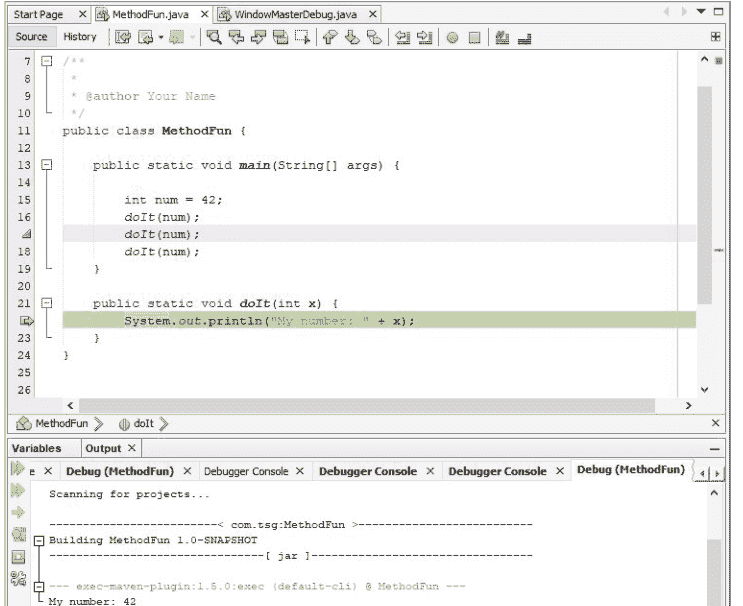 Start Page MethodFun.java WindowMasterDebug.java
Source History
7 /**
8 *
9 * @author Your Name
10 */
11 public class MethodFun {
12
13 public static void main(String[] args) {
14
15 int num = 42;
16 doIt(num);
doIt(num);
18 doIt(num);
19 }
20
21 public static void doIt(int x) {
System.out.println("My number: " + x);
23 }
24 }
25
26
MethodFun doIt
Variables Output
e Debug (MethodFun) Debugger Console Debugger Console Debugger Console Debug (MethodFun)
Scanning for projects...
------------------------< com.tsg:MethodFun >-------------------------
Building MethodFun 1.0-SNAPSHOT
--------------------------------[ jar ]---------------------------------
--- exec-maven-plugin:1.5.0:exec (default-cli) @ MethodFun ---
My number: 42